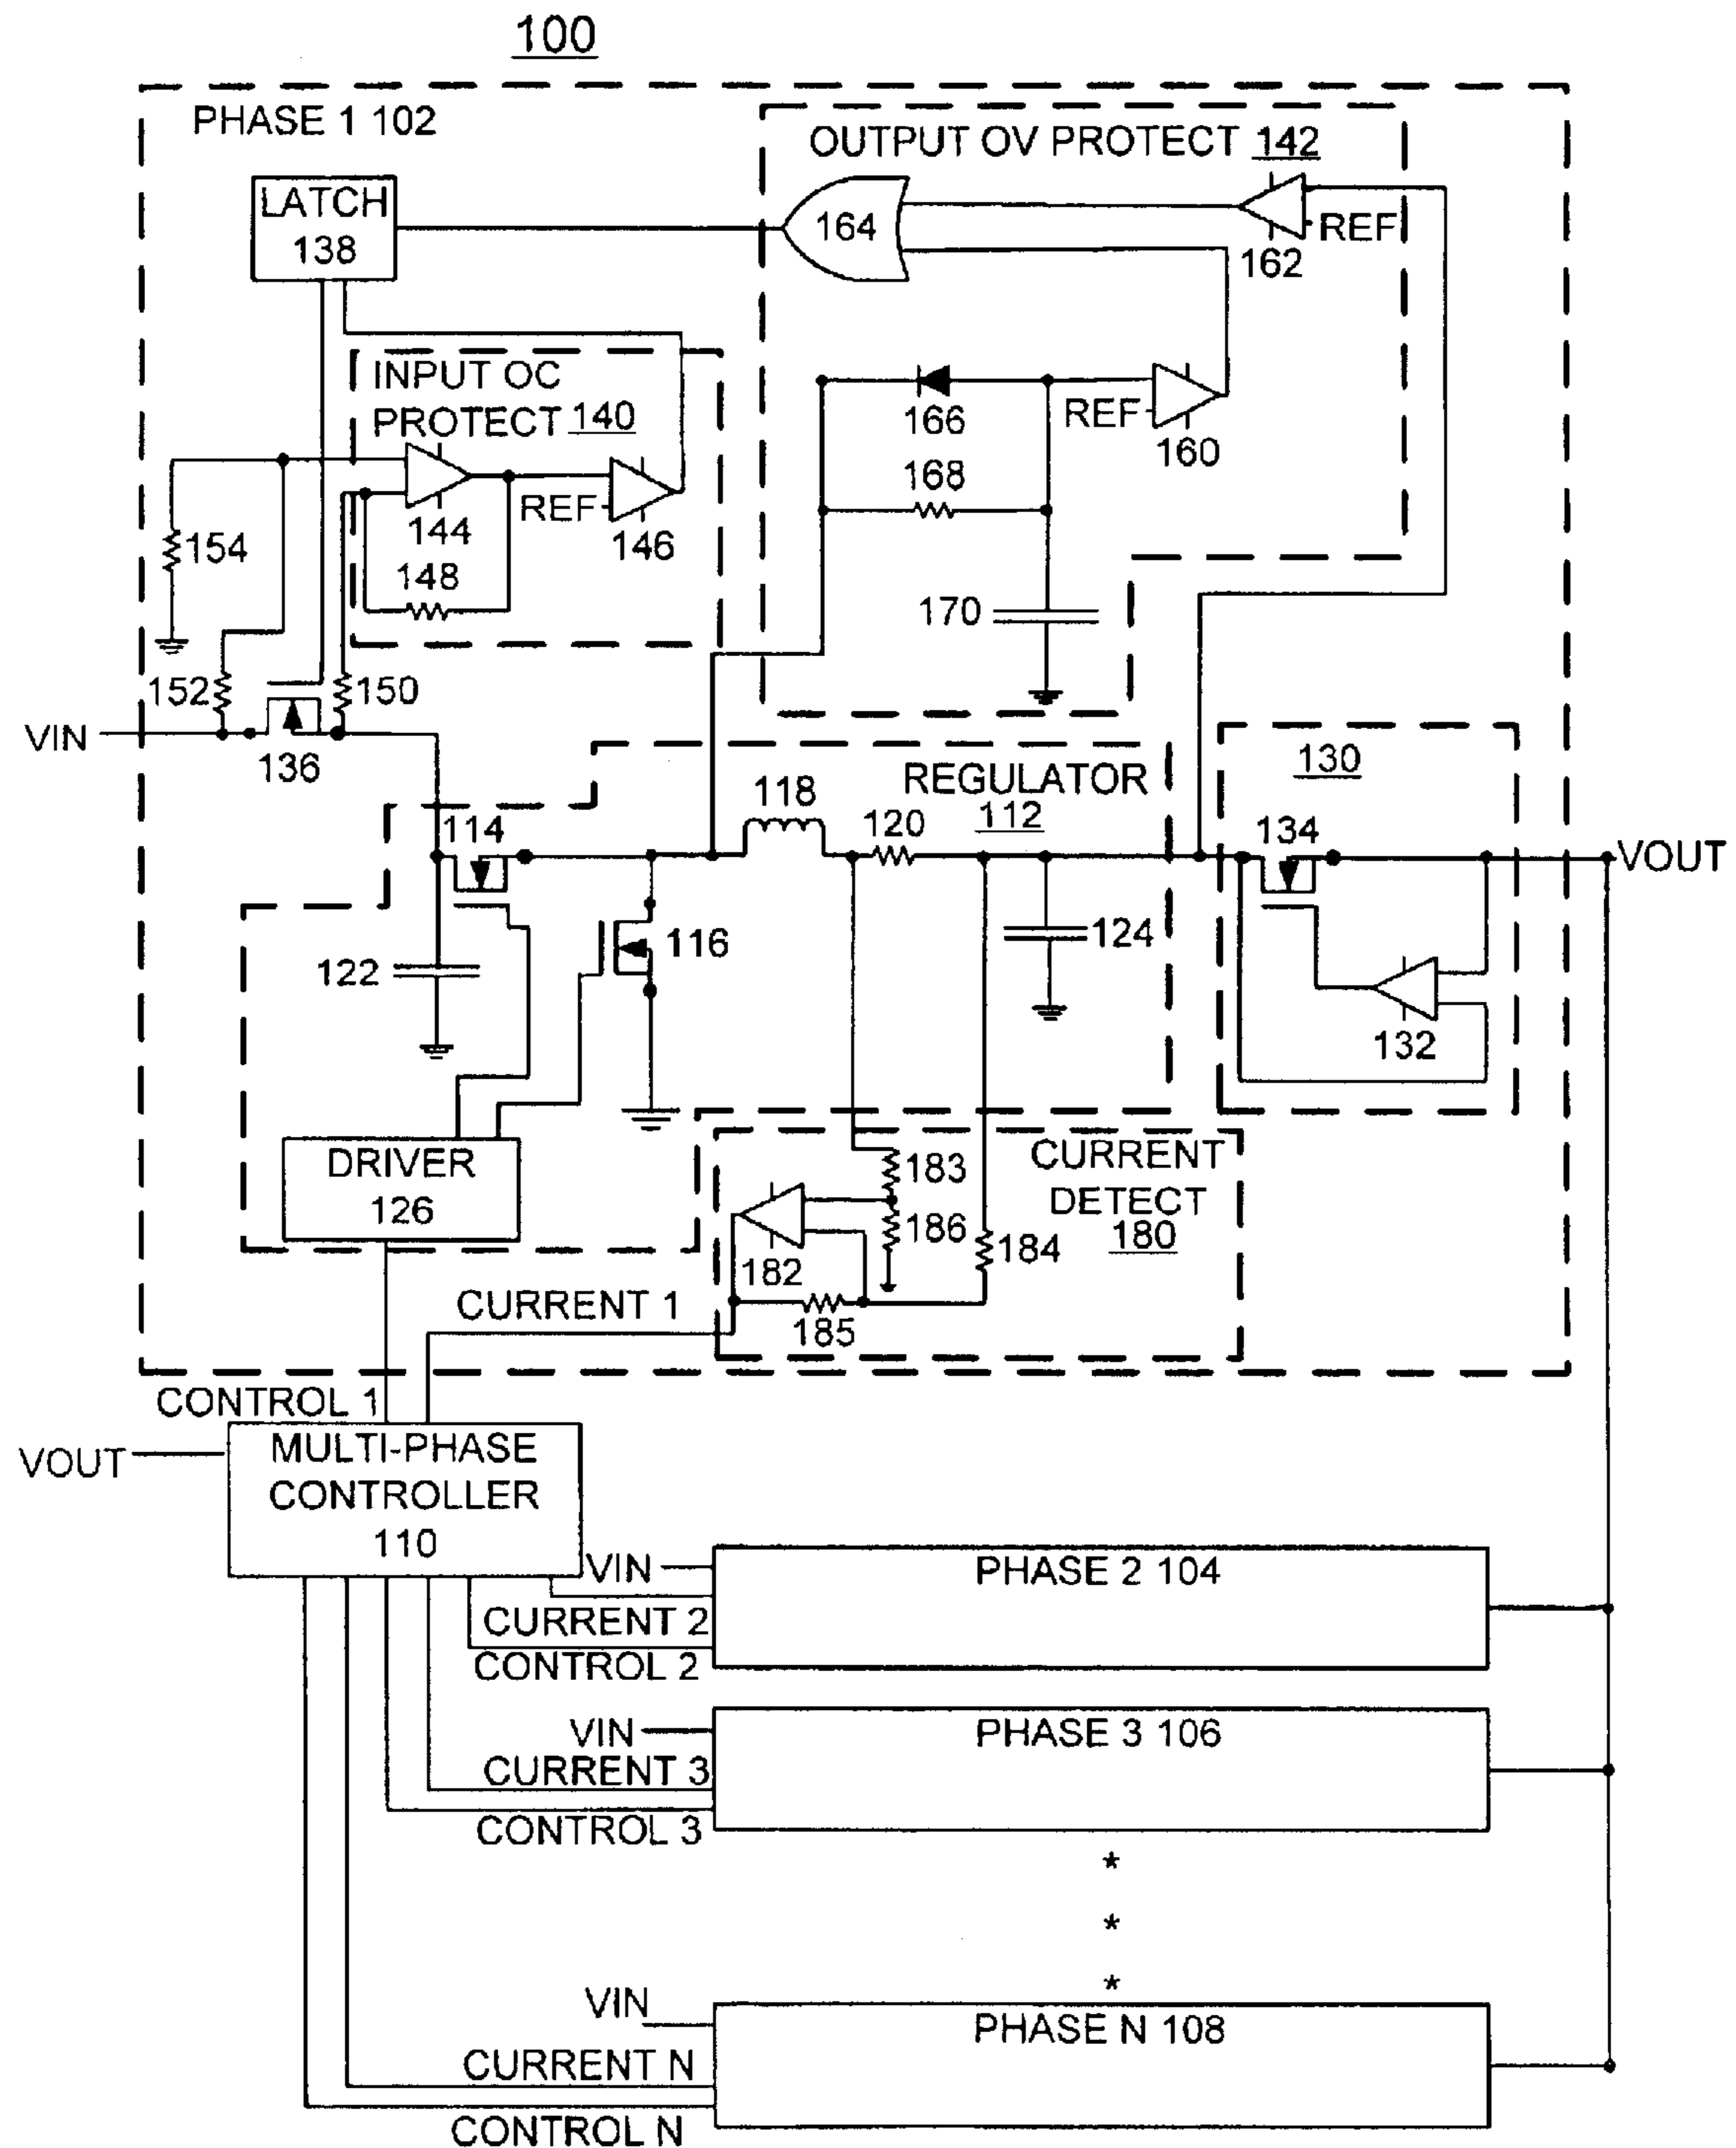 100
PHASE 1 102
OUTPUT OV PROTECT 142
LATCH
138
164
REF
162
INPUT OC
PROTECT 140
166
REF
160
168
REF
144
146
154
148
170
152
150
VIN
136
130
REGULATOR
112
118
114
120
134
VOUT
116
124
122
132
DRIVER
126
CURRENT
DETECT
180
183
186
184
182
CURRENT 1
185
CONTROL 1
VOUT
MULTI-PHASE
CONTROLLER
110
VIN
PHASE 2 104
CURRENT 2
CONTROL 2
VIN
PHASE 3 106
CURRENT 3
CONTROL 3
*
*
*
VIN
PHASE N 108
CURRENT N
CONTROL N